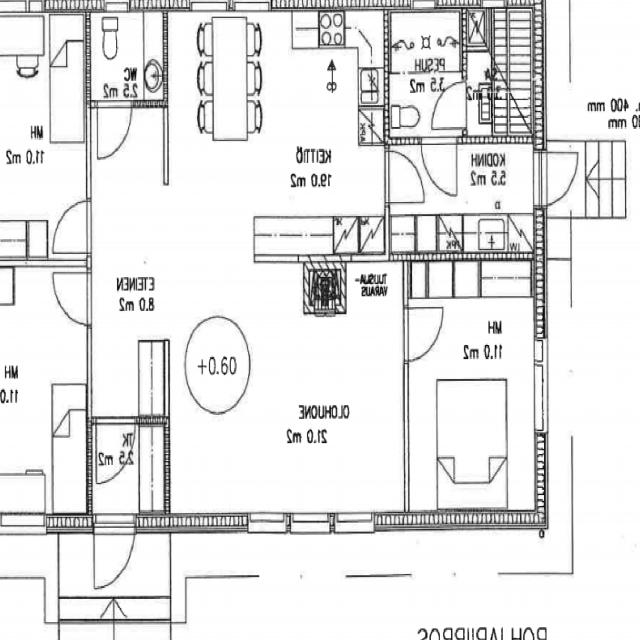 WC
2.5 m2
PESUH
3.5 m2
SA
400 mm
mm
MH
11.0 m2
KEITTIÖ
19.0 m2
KODINH
5.5 m2
PPK
ETEINEN
8.0 m2
TULISIJA-
VARAUS
MH
11.0 m2
+0.60
MH
11.0
OLOHUONE
21.0 m2
TK
2.5 m2
POHJAPIIRROS